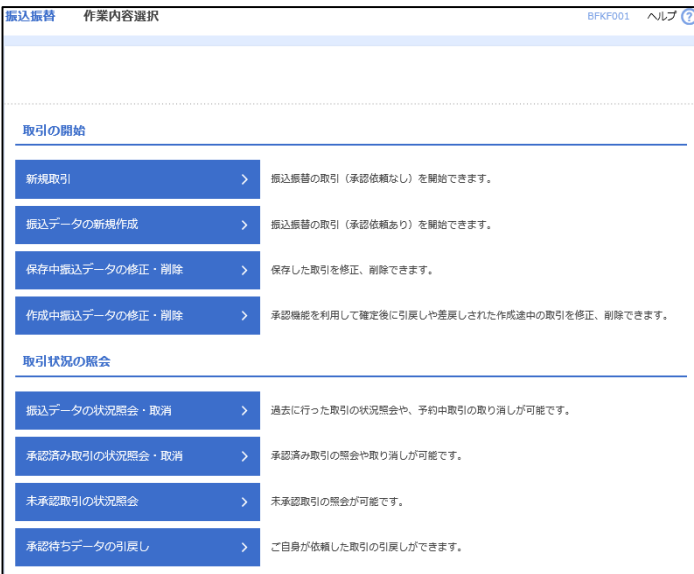 振込振替 作業内容選択 BFKF001 ヘルプ ?
取引の開始
新規取引 振込振替の取引（承認依頼なし）を開始できます。
振込データの新規作成 振込振替の取引（承認依頼あり）を開始できます。
保存中振込データの修正・削除 保存した取引を修正、削除できます。
作成中振込データの修正・削除 承認機能を利用して確定後に引戻しや差戻しされた作成途中の取引を修正、削除できます。
取引状況の照会
振込データの状況照会・取消 過去に行った取引の状況照会や、予約中取引の取り消しが可能です。
承認済み取引の状況照会・取消 承認済み取引の照会や取り消しが可能です。
未承認取引の状況照会 未承認取引の照会が可能です。
承認待ちデータの引戻し ご自身が依頼した取引の引戻しができます。